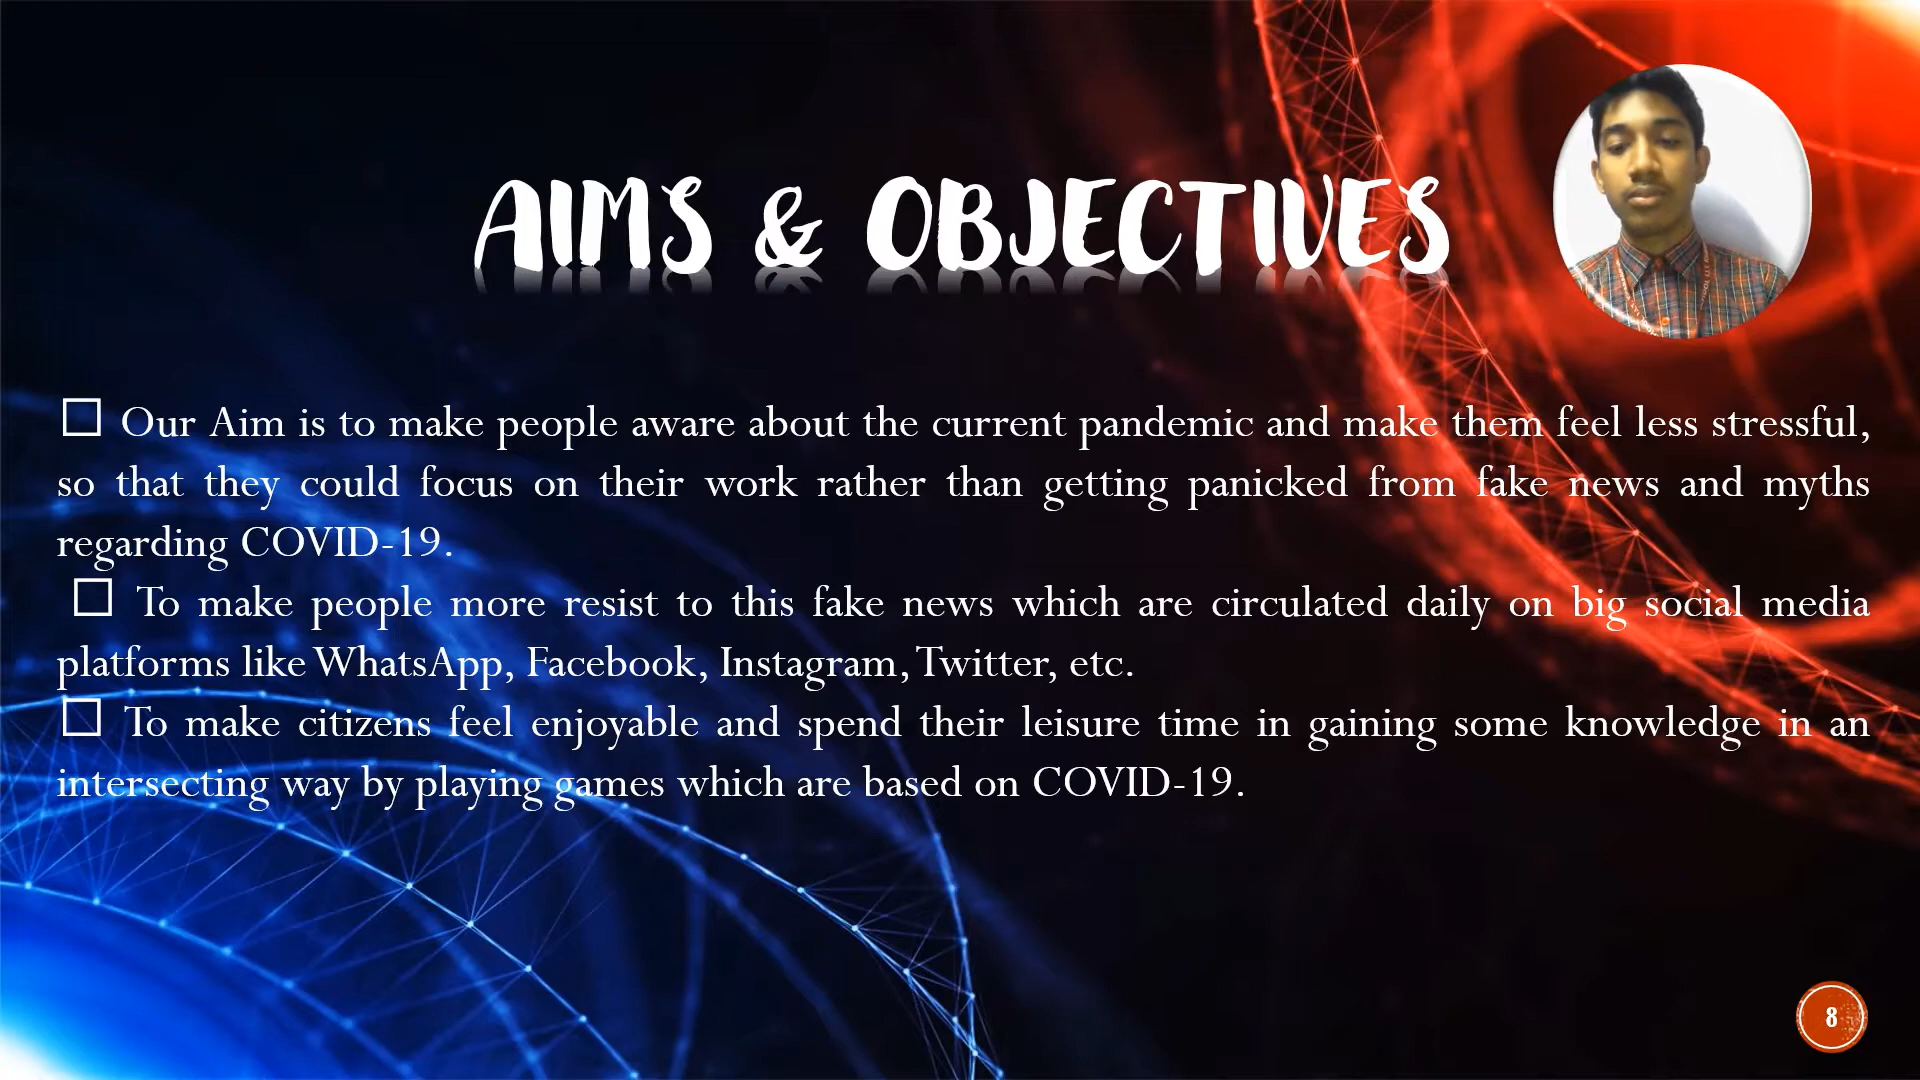 AIMS & OBJECTIVES
☐ Our Aim is to make people aware about the current pandemic and make them feel less stressful,
so that they could focus on their work rather than getting panicked from fake news and myths
regarding COVID-19.
☐ To make people more resist to this fake news which are circulated daily on big social media
platforms like WhatsApp, Facebook, Instagram, Twitter, etc.
☐ To make citizens feel enjoyable and spend their leisure time in gaining some knowledge in an
intersecting way by playing games which are based on COVID-19.
8